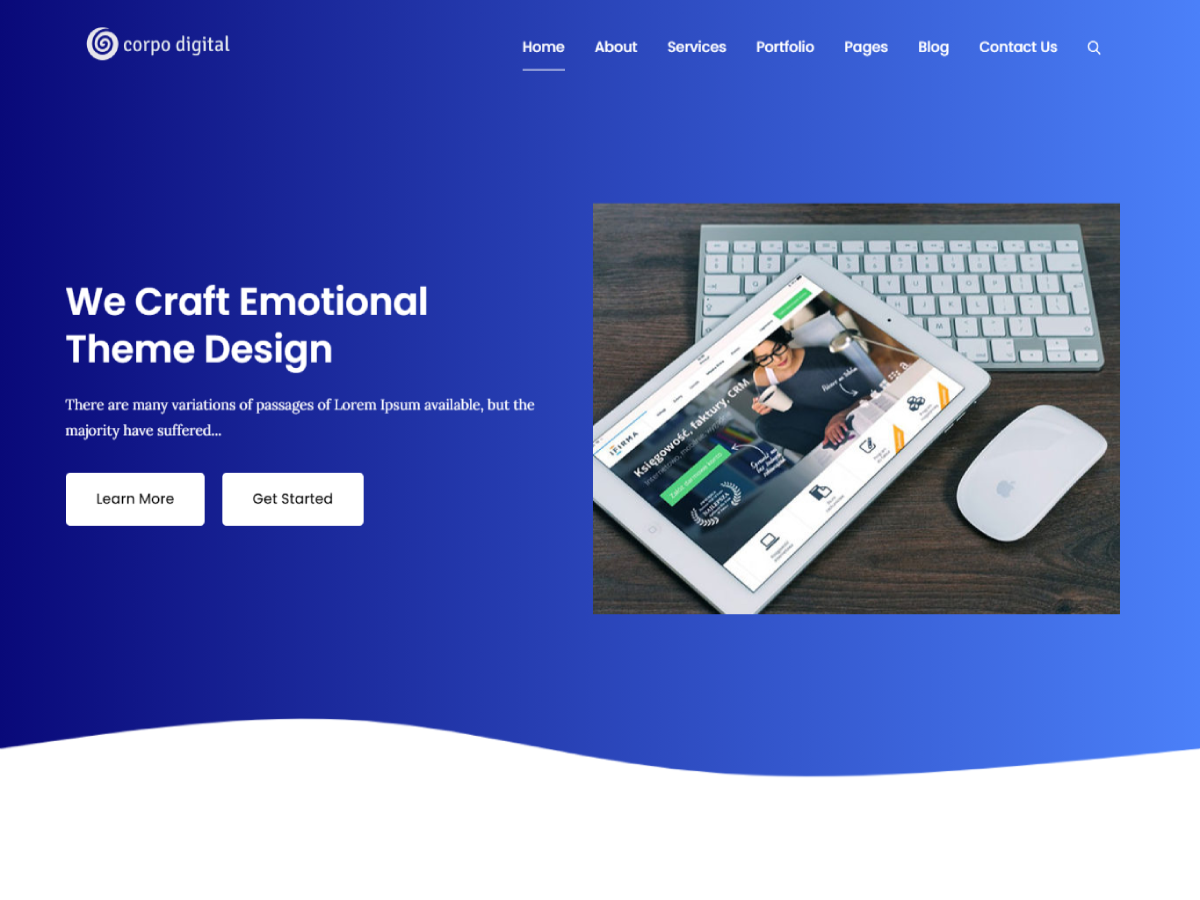 corpo digital
Home About Services Portfolio Pages Blog Contact Us
We Craft Emotional
Theme Design
There are many variations of passages of Lorem Ipsum available, but the
majority have suffered...
Learn More Get Started
IFIRMA
Księgowość, faktury, CRM